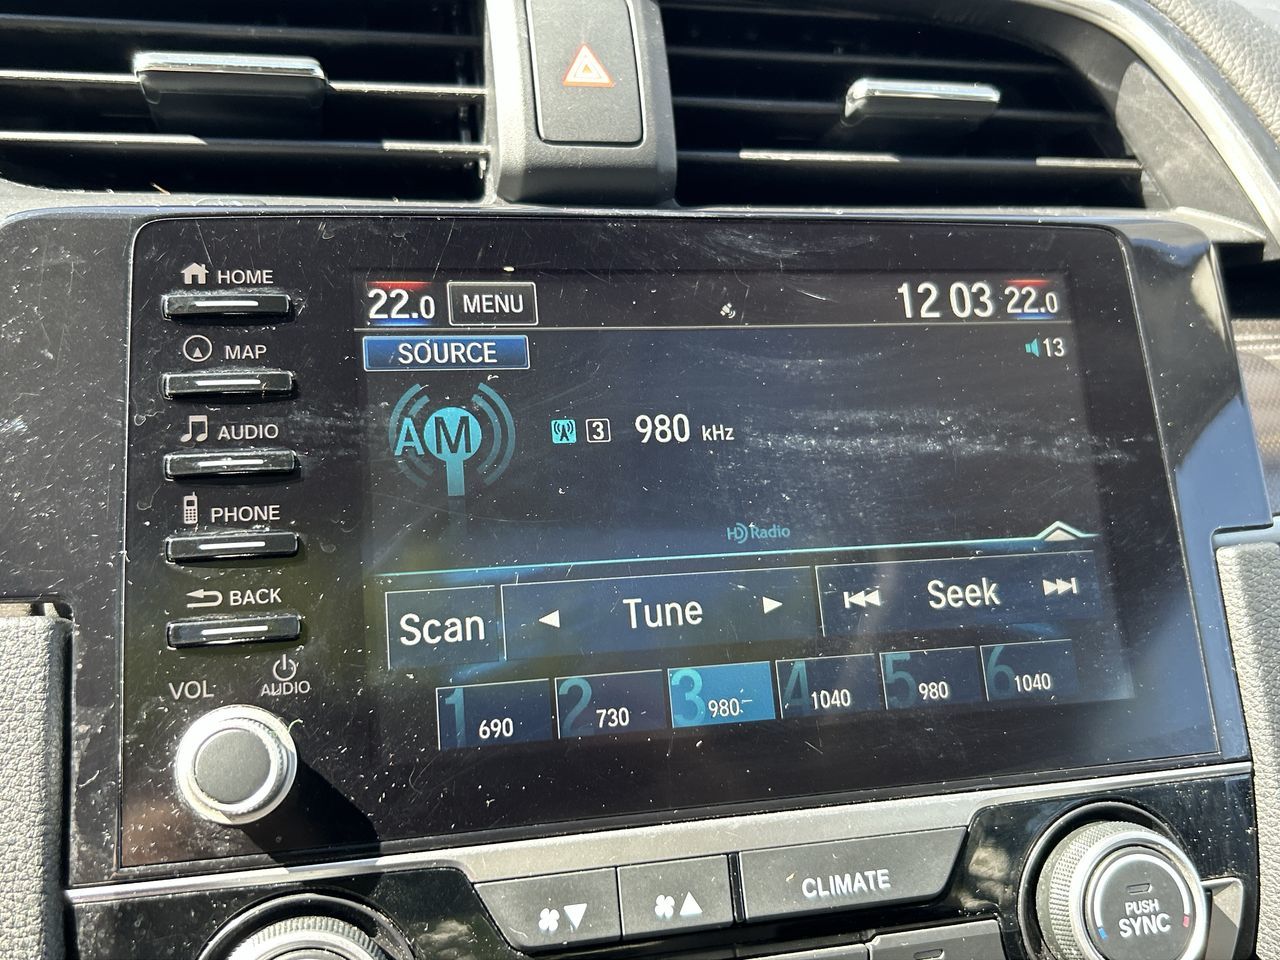 HOME
22.0 MENU 12 03 22.0
MAP
SOURCE 13
AUDIO
AM 3 980 kHz
PHONE
HD Radio
BACK
Scan Tune Seek
VOL AUDIO
1 690 2 730 3 980 4 1040 5 980 6 1040
CLIMATE
PUSH
SYNC